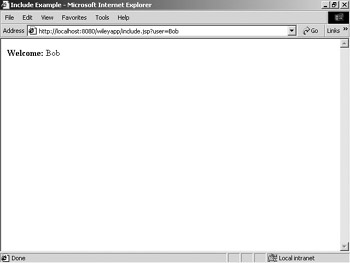 Include Example - Microsoft Internet Explorer
File Edit View Favorites Tools Help
Address http://localhost:8080/wileyapp/include.jsp?user=Bob Go Links »
Welcome: Bob
Done Local intranet